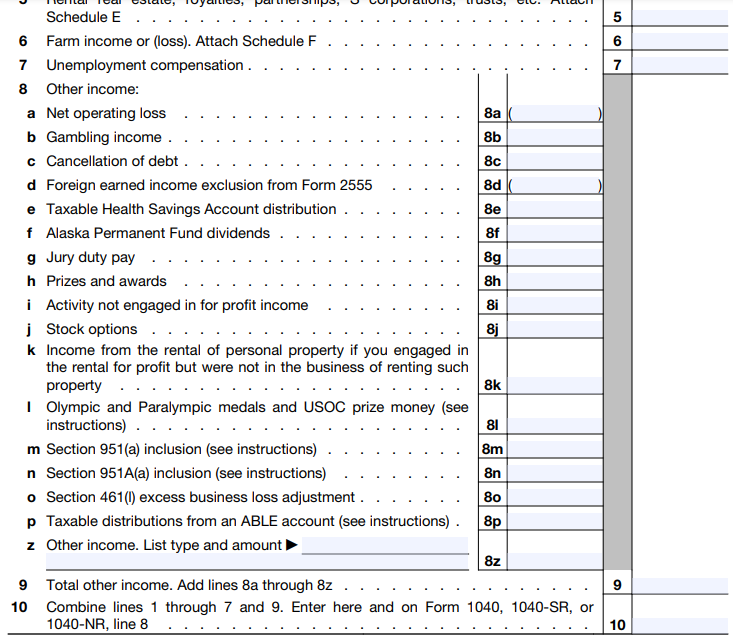 5 Rental real estate, royalties, partnerships, S corporations, trusts, etc. Attach
Schedule E . . . . . . . . . . . . . . . . . . . . . . . . 5
6 Farm income or (loss). Attach Schedule F . . . . . . . . . . . . . . 6
7 Unemployment compensation . . . . . . . . . . . . . . . . . . 7
8 Other income:
a Net operating loss . . . . . . . . . . . . . . . . 8a ( )
b Gambling income . . . . . . . . . . . . . . . . . 8b
c Cancellation of debt . . . . . . . . . . . . . . . . 8c
d Foreign earned income exclusion from Form 2555 . . . . . 8d ( )
e Taxable Health Savings Account distribution . . . . . . . . 8e
f Alaska Permanent Fund dividends . . . . . . . . . . . 8f
g Jury duty pay . . . . . . . . . . . . . . . . . . 8g
h Prizes and awards . . . . . . . . . . . . . . . . 8h
i Activity not engaged in for profit income . . . . . . . . . 8i
j Stock options . . . . . . . . . . . . . . . . . . 8j
k Income from the rental of personal property if you engaged in
the rental for profit but were not in the business of renting such
property . . . . . . . . . . . . . . . . . . . . 8k
l Olympic and Paralympic medals and USOC prize money (see
instructions) . . . . . . . . . . . . . . . . . . . 8l
m Section 951(a) inclusion (see instructions) . . . . . . . . . 8m
n Section 951A(a) inclusion (see instructions) . . . . . . . . 8n
o Section 461(l) excess business loss adjustment . . . . . . . 8o
p Taxable distributions from an ABLE account (see instructions) . 8p
z Other income. List type and amount ▶
8z
9 Total other income. Add lines 8a through 8z . . . . . . . . . . . . . . 9
10 Combine lines 1 through 7 and 9. Enter here and on Form 1040, 1040-SR, or
1040-NR, line 8 . . . . . . . . . . . . . . . . . . . . . . 10